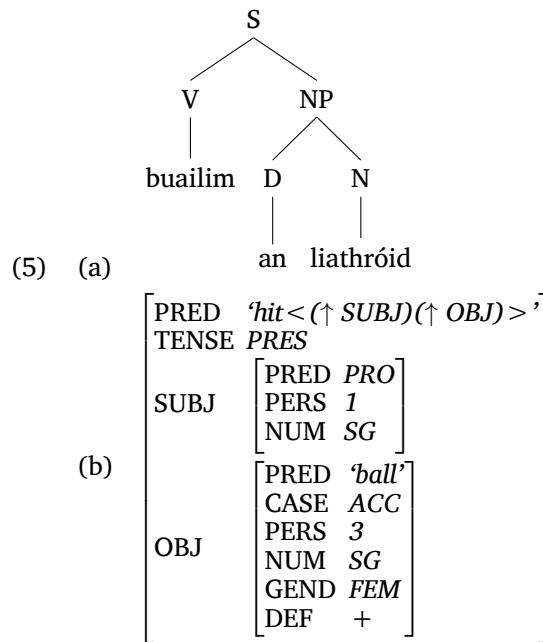 S
V NP
buailim D N
an liathróid
(5) (a)
PRED ‘hit<(↑ SUBJ)(↑ OBJ)>’
TENSE PRES
SUBJ
PRED PRO
PERS 1
NUM SG
(b)
OBJ
PRED ‘ball’
CASE ACC
PERS 3
NUM SG
GEND FEM
DEF +